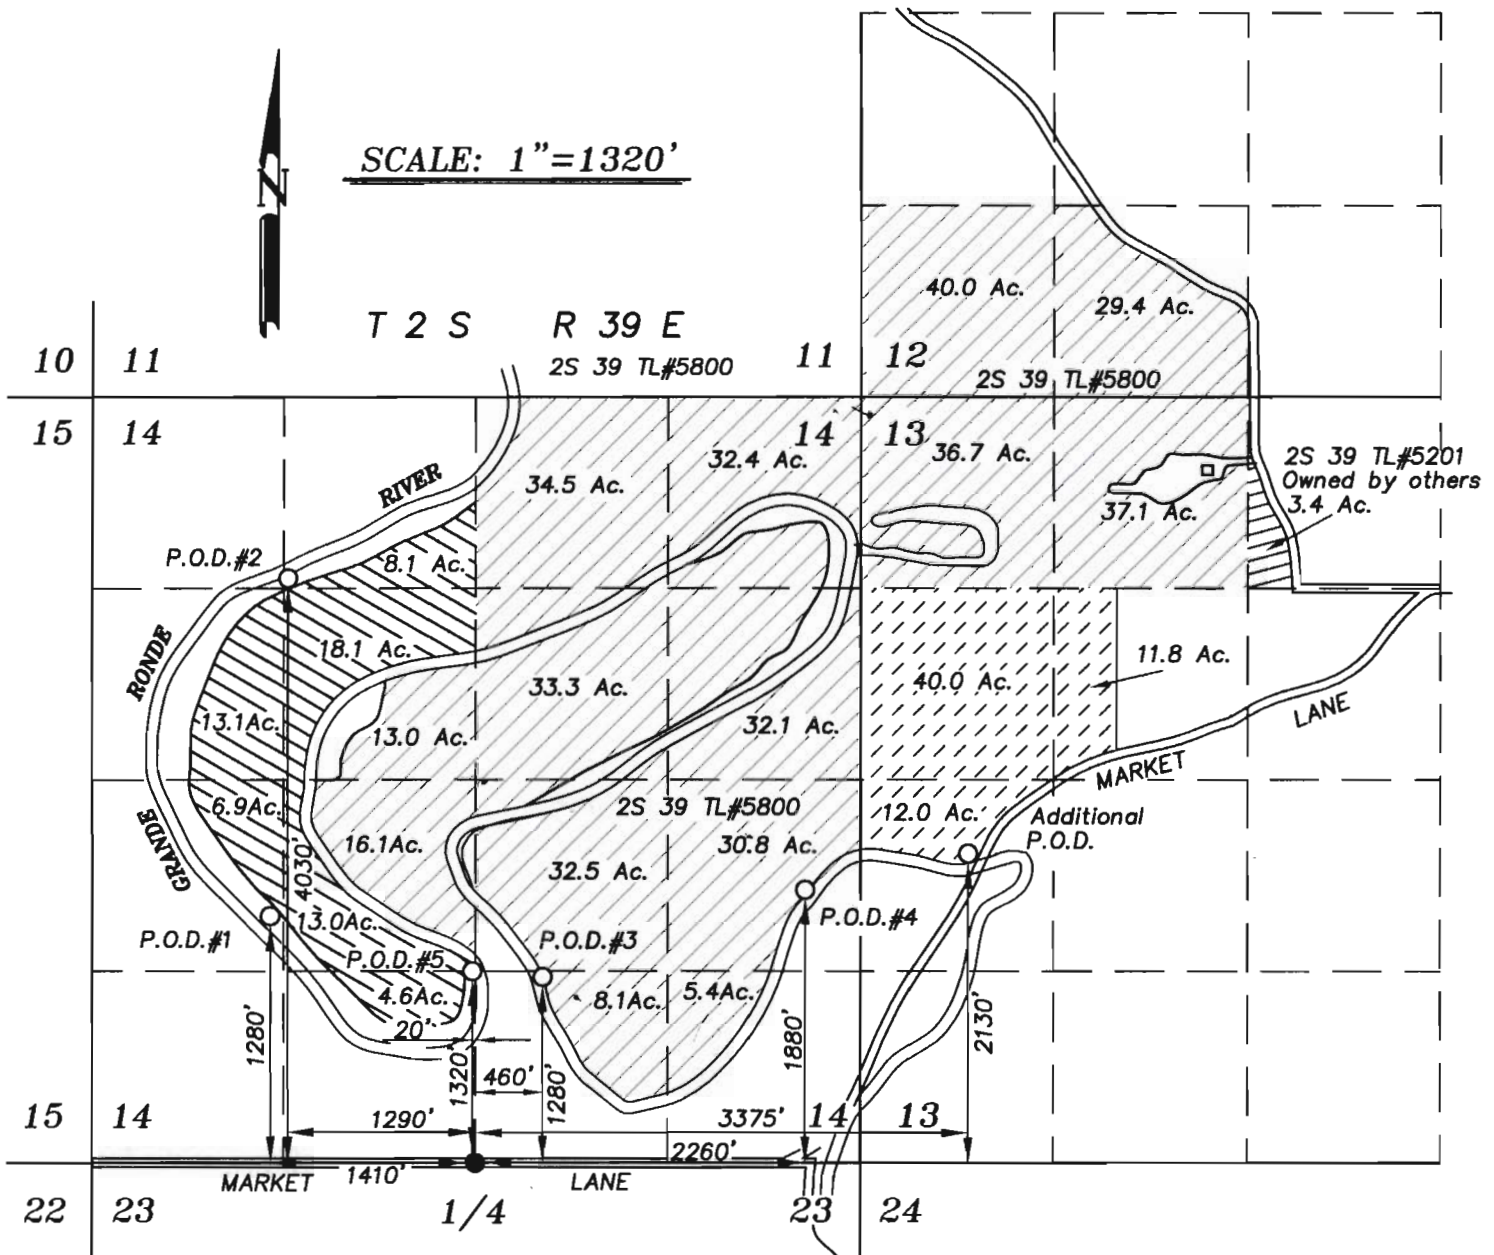 N
SCALE: 1"=1320'
T 2 S R 39 E
2S 39 TL#5800
10 11
11 12
15 14
14 13
40.0 Ac.
29.4 Ac.
2S 39 TL#5800
36.7 Ac.
37.1 Ac.
2S 39 TL#5201
Owned by others
3.4 Ac.
32.4 Ac.
34.5 Ac.
RIVER
P.O.D.#2
8.1 Ac.
18.1 Ac.
RONDE
13.1Ac.
13.0 Ac.
33.3 Ac.
32.1 Ac.
40.0 Ac.
11.8 Ac.
LANE
MARKET
6.9Ac.
GRANDE
16.1Ac.
4030'
2S 39 TL#5800
30.8 Ac.
32.5 Ac.
12.0 Ac.
Additional
P.O.D.
13.0Ac.
P.O.D.#1
P.O.D.#5
P.O.D.#3
P.O.D.#4
4.6Ac.
8.1Ac.
5.4Ac.
20'
1280'
1320'
460'
1280'
1880'
2130'
15 14
1290'
3375'
14 13
2260'
MARKET
1410'
LANE
22 23
1/4
23 24